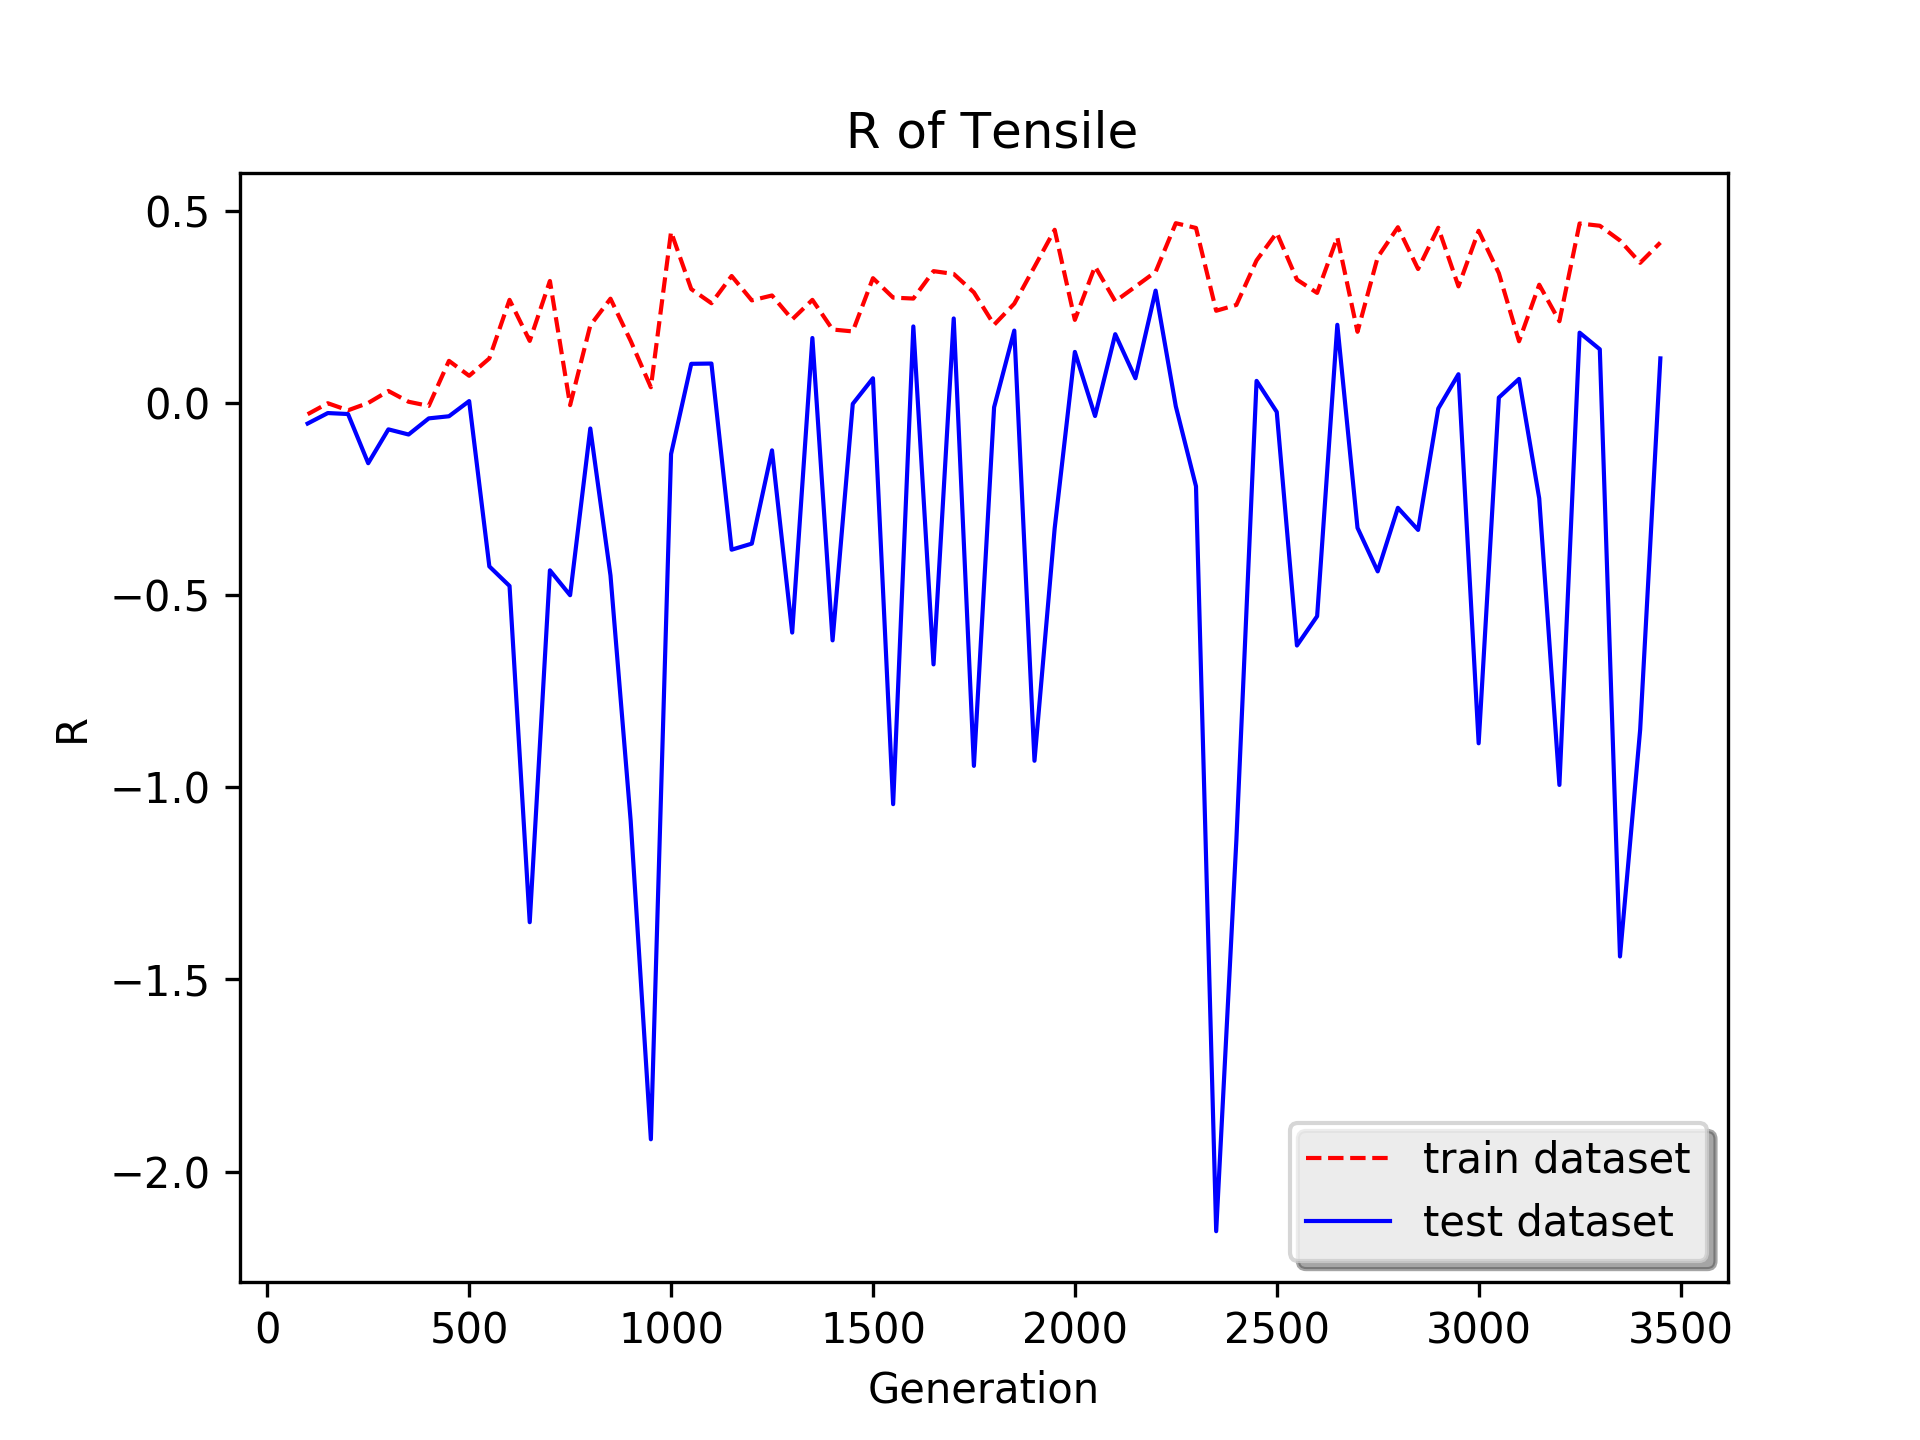 R of Tensile
0.5
0.0
−0.5
−1.0
−1.5
−2.0
R
train dataset
test dataset
0 500 1000 1500 2000 2500 3000 3500
Generation